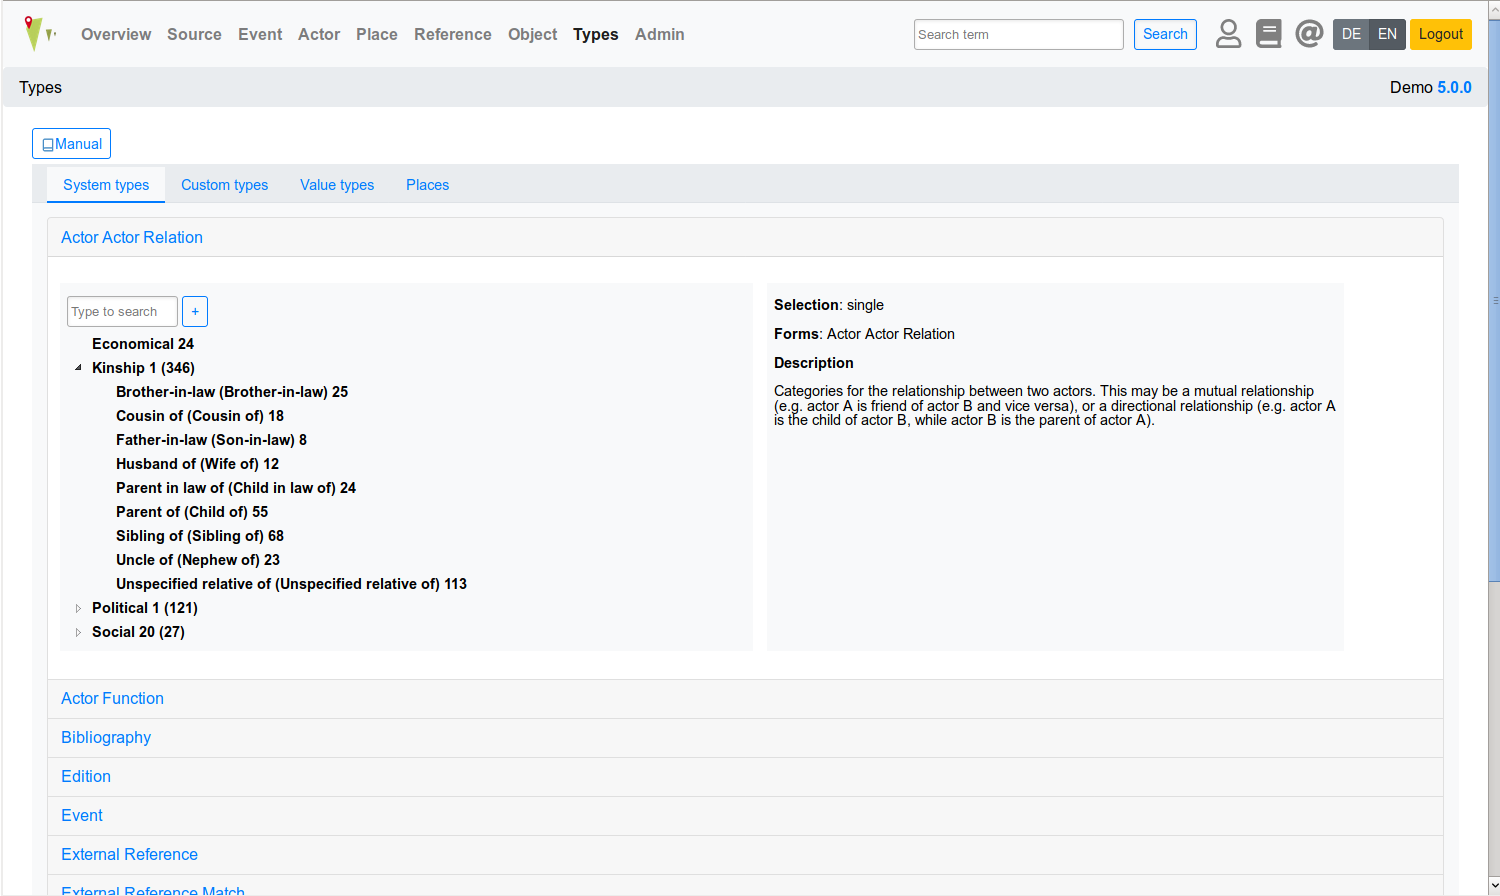 Overview Source Event Actor Place Reference Object Types Admin Search term Search DE EN Logout
Types Demo 5.0.0
Manual
System types Custom types Value types Places
Actor Actor Relation
Type to search +
Economical 24
Kinship 1 (346)
Brother-in-law (Brother-in-law) 25
Cousin of (Cousin of) 18
Father-in-law (Son-in-law) 8
Husband of (Wife of) 12
Parent in law of (Child in law of) 24
Parent of (Child of) 55
Sibling of (Sibling of) 68
Uncle of (Nephew of) 23
Unspecified relative of (Unspecified relative of) 113
Political 1 (121)
Social 20 (27)
Selection: single
Forms: Actor Actor Relation
Description
Categories for the relationship between two actors. This may be a mutual relationship
(e.g. actor A is friend of actor B and vice versa), or a directional relationship (e.g. actor A
is the child of actor B, while actor B is the parent of actor A).
Actor Function
Bibliography
Edition
Event
External Reference
External Reference Match